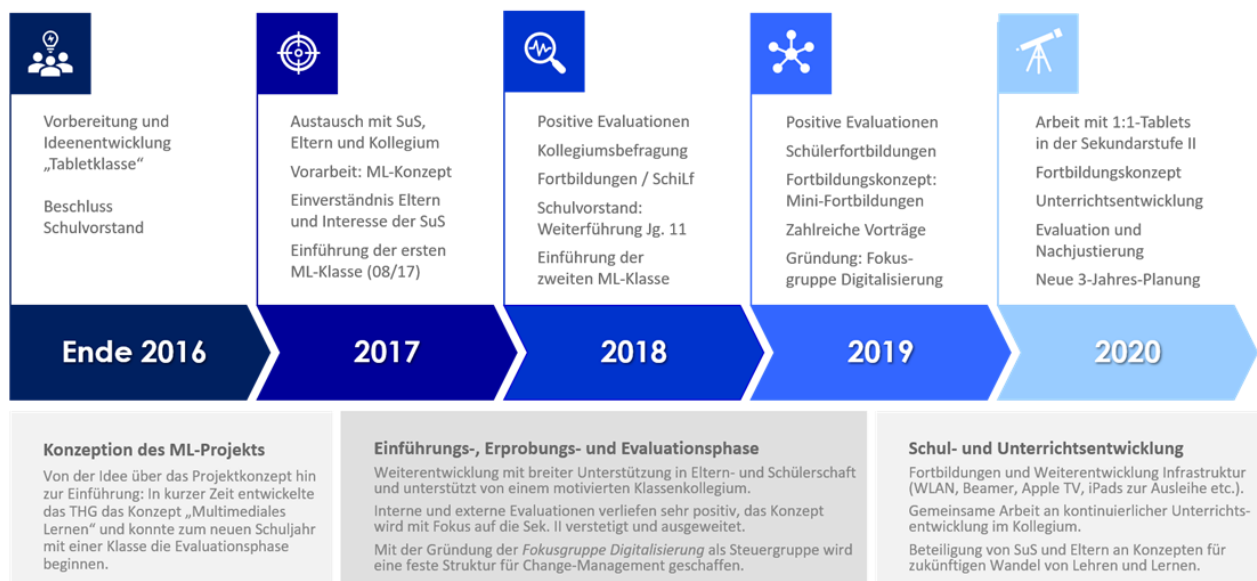 Vorbereitung und
Ideenentwicklung
„Tabletklasse“
Beschluss
Schulvorstand
Austausch mit SuS,
Eltern und Kollegium
Vorarbeit: ML-Konzept
Einverständnis Eltern
und Interesse der SuS
Einführung der ersten
ML-Klasse (08/17)
Positive Evaluationen
Kollegiumsbefragung
Fortbildungen / SchiLf
Schulvorstand:
Weiterführung Jg. 11
Einführung der
zweiten ML-Klasse
Positive Evaluationen
Schülerfortbildungen
Fortbildungskonzept:
Mini-Fortbildungen
Zahlreiche Vorträge
Gründung: Fokus-
gruppe Digitalisierung
Arbeit mit 1:1-Tablets
in der Sekundarstufe II
Fortbildungskonzept
Unterrichtsentwicklung
Evaluation und
Nachjustierung
Neue 3-Jahres-Planung
Ende 2016
2017
2018
2019
2020
Konzeption des ML-Projekts
Von der Idee über das Projektkonzept hin
zur Einführung: In kurzer Zeit entwickelte
das THG das Konzept „Multimediales
Lernen“ und konnte zum neuen Schuljahr
mit einer Klasse die Evaluationsphase
beginnen.
Einführungs-, Erprobungs- und Evaluationsphase
Weiterentwicklung mit breiter Unterstützung in Eltern- und Schülerschaft
und unterstützt von einem motivierten Klassenkollegium.
Interne und externe Evaluationen verliefen sehr positiv, das Konzept
wird mit Fokus auf die Sek. II verstetigt und ausgeweitet.
Mit der Gründung der Fokusgruppe Digitalisierung als Steuergruppe wird
eine feste Struktur für Change-Management geschaffen.
Schul- und Unterrichtsentwicklung
Fortbildungen und Weiterentwicklung Infrastruktur
(WLAN, Beamer, Apple TV, iPads zur Ausleihe etc.).
Gemeinsame Arbeit an kontinuierlicher Unterrichts-
entwicklung im Kollegium.
Beteiligung von SuS und Eltern an Konzepten für
zukünftigen Wandel von Lehren und Lernen.